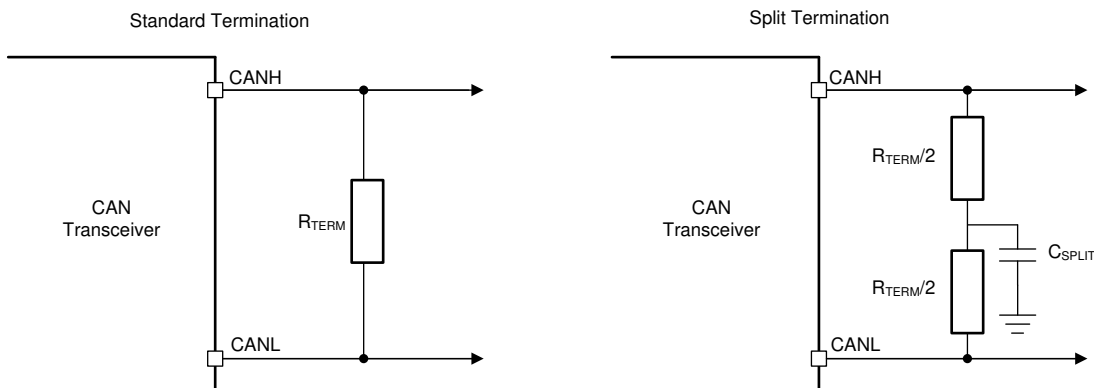 Standard Termination
CANH
CAN
Transceiver
RTERM
CANL
Split Termination
CANH
RTERM/2
CAN
Transceiver
CSPLIT
RTERM/2
CANL